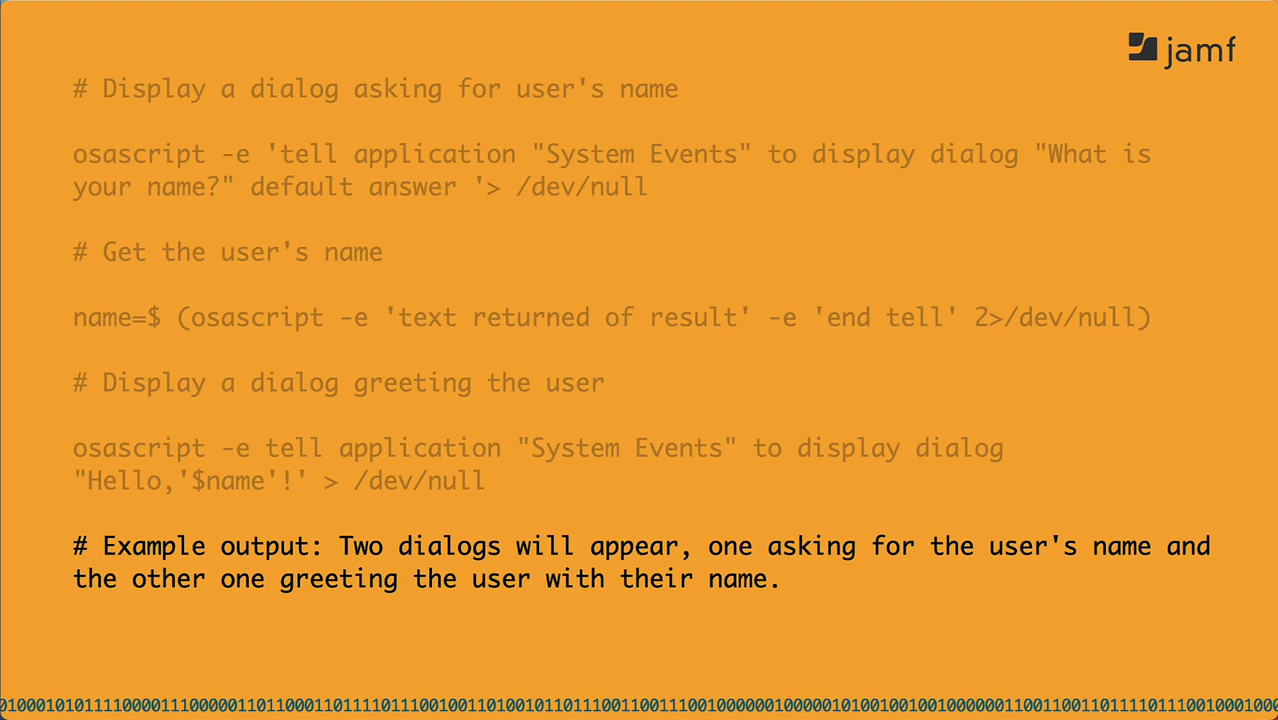 jamf
# Display a dialog asking for user's name
osascript -e 'tell application "System Events" to display dialog "What is
your name?" default answer '> /dev/null
# Get the user's name
name=$ (osascript -e 'text returned of result' -e 'end tell' 2>/dev/null)
# Display a dialog greeting the user
osascript -e tell application "System Events" to display dialog
"Hello,'$name'!' > /dev/null
# Example output: Two dialogs will appear, one asking for the user's name and
the other one greeting the user with their name.